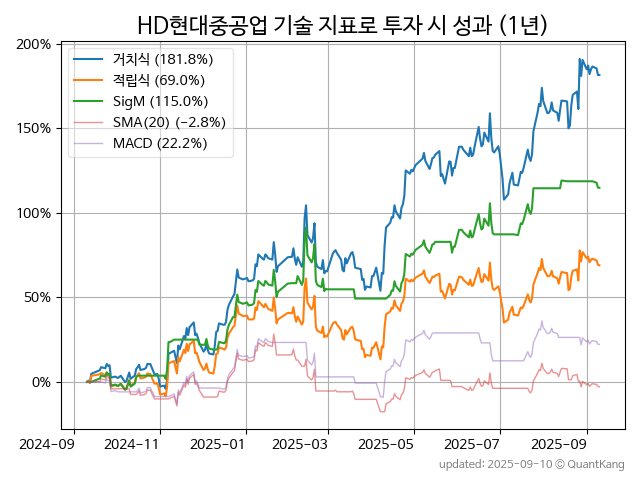 HD현대중공업 기술 지표로 투자 시 성과 (1년)
200%
150%
100%
50%
0%
거치식 (181.8%)
적립식 (69.0%)
SigM (115.0%)
SMA(20) (−2.8%)
MACD (22.2%)
2024-09 2024-11 2025-01 2025-03 2025-05 2025-07 2025-09
updated: 2025-09-10 © QuantKang